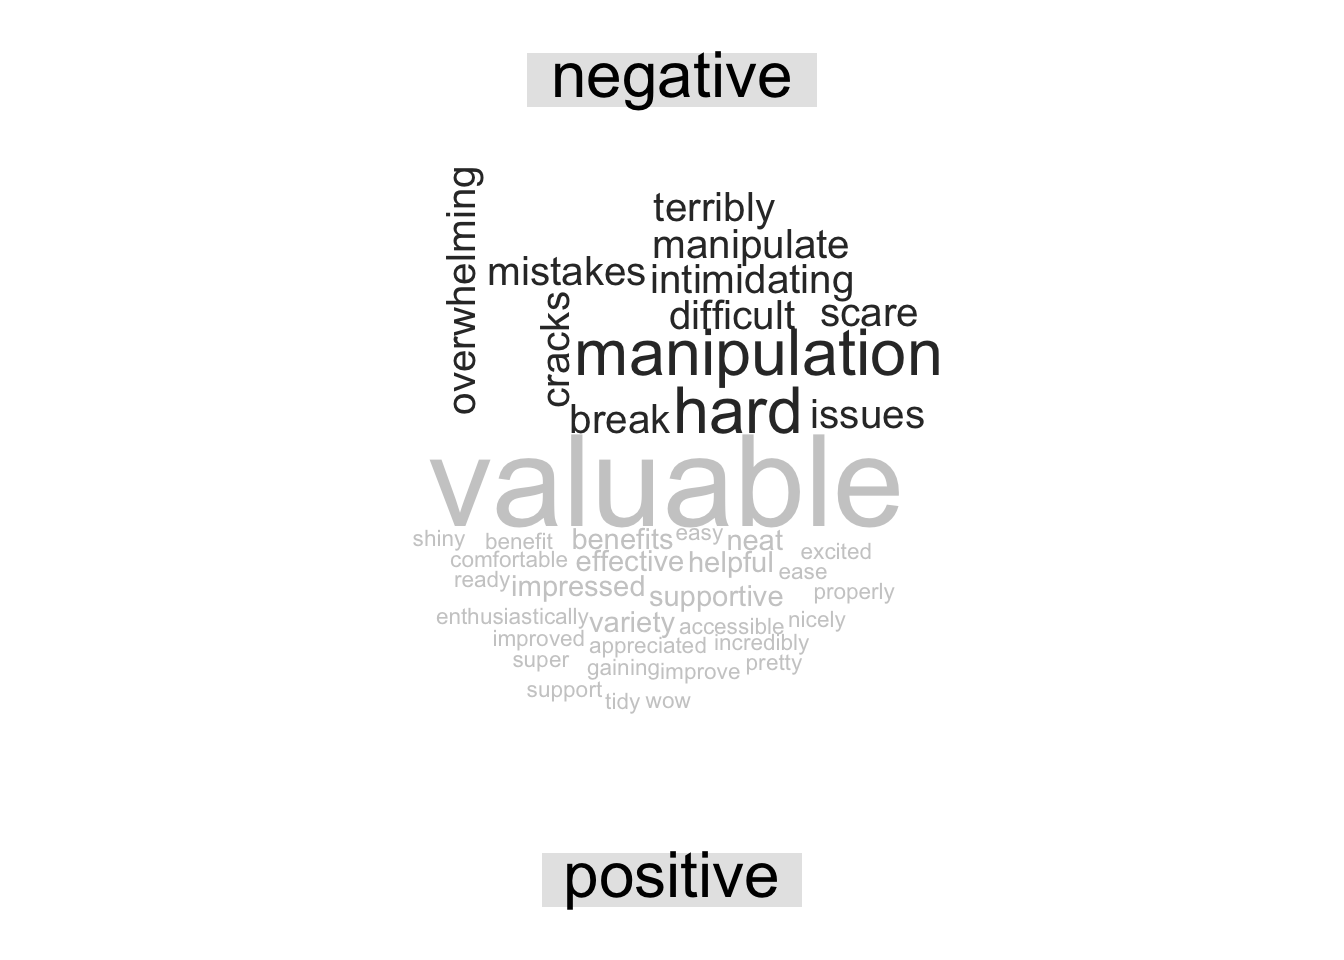 negative
overwhelming
terribly
manipulate
mistakes intimidating
cracks
difficult scare
manipulation
break hard issues
valuable
shiny benefit benefits easy neat excited
comfortable effective helpful ease
ready impressed supportive properly
enthusiastically variety accessible nicely
improved appreciated incredibly
super gaining improve pretty
support tidy wow
positive